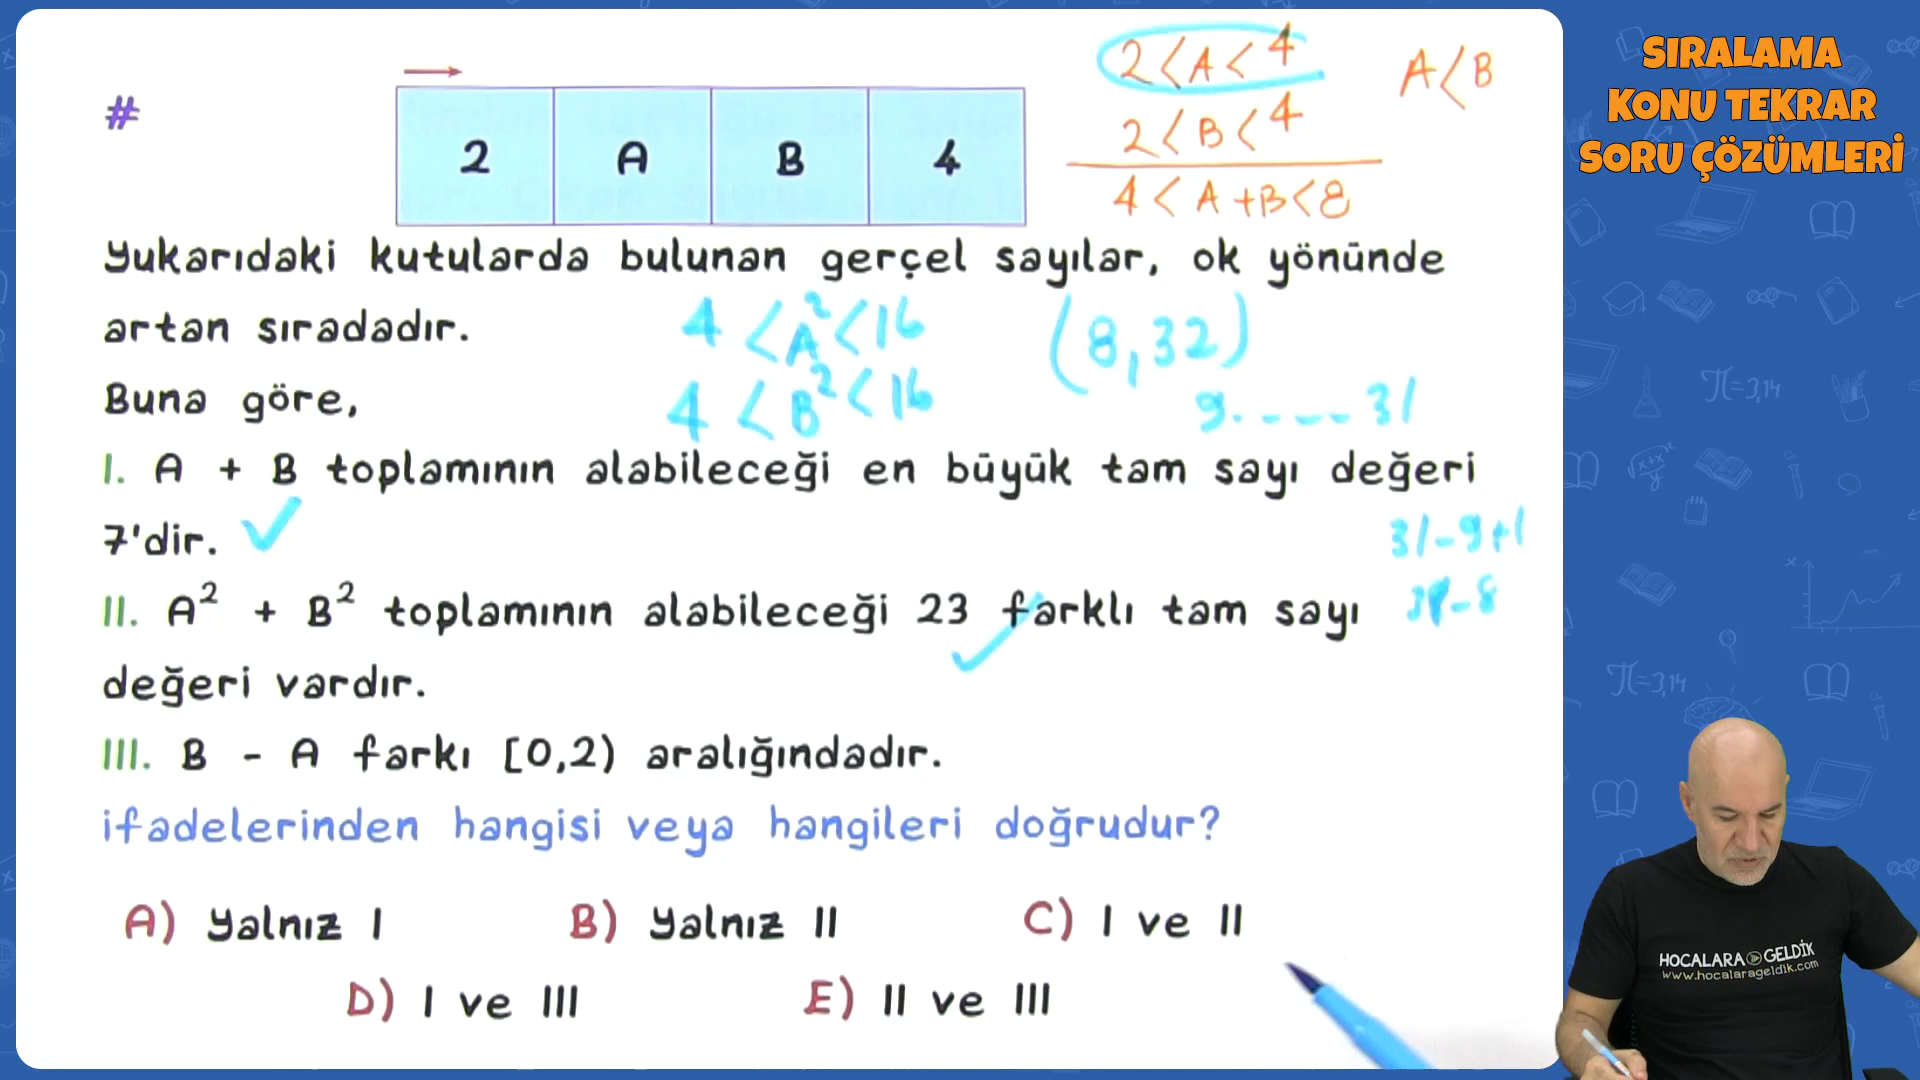 SIRALAMA
KONU TEKRAR
SORU ÇÖZÜMLERİ
#
2 A B 4
2 < A < 4
A < B
2 < B < 4
4 < A + B < 8
Yukarıdaki kutularda bulunan gerçel sayılar, ok yönünde
artan sıradadır.
4 < A² < 16
(8,32)
Buna göre,
4 < B² < 16
9 . - - - - 31
I. A + B toplamının alabileceği en büyük tam sayı değeri
7'dir.
31-9+1
II. A² + B² toplamının alabileceği 23 farklı tam sayı
değeri vardır.
III. B - A farkı [0,2) aralığındadır.
ifadelerinden hangisi veya hangileri doğrudur?
A) Yalnız I
B) Yalnız II
C) I ve II
D) I ve III
E) II ve III
HOCALARA GELDİK
www.hocalarageldik.com
π=3,14
π=3,14